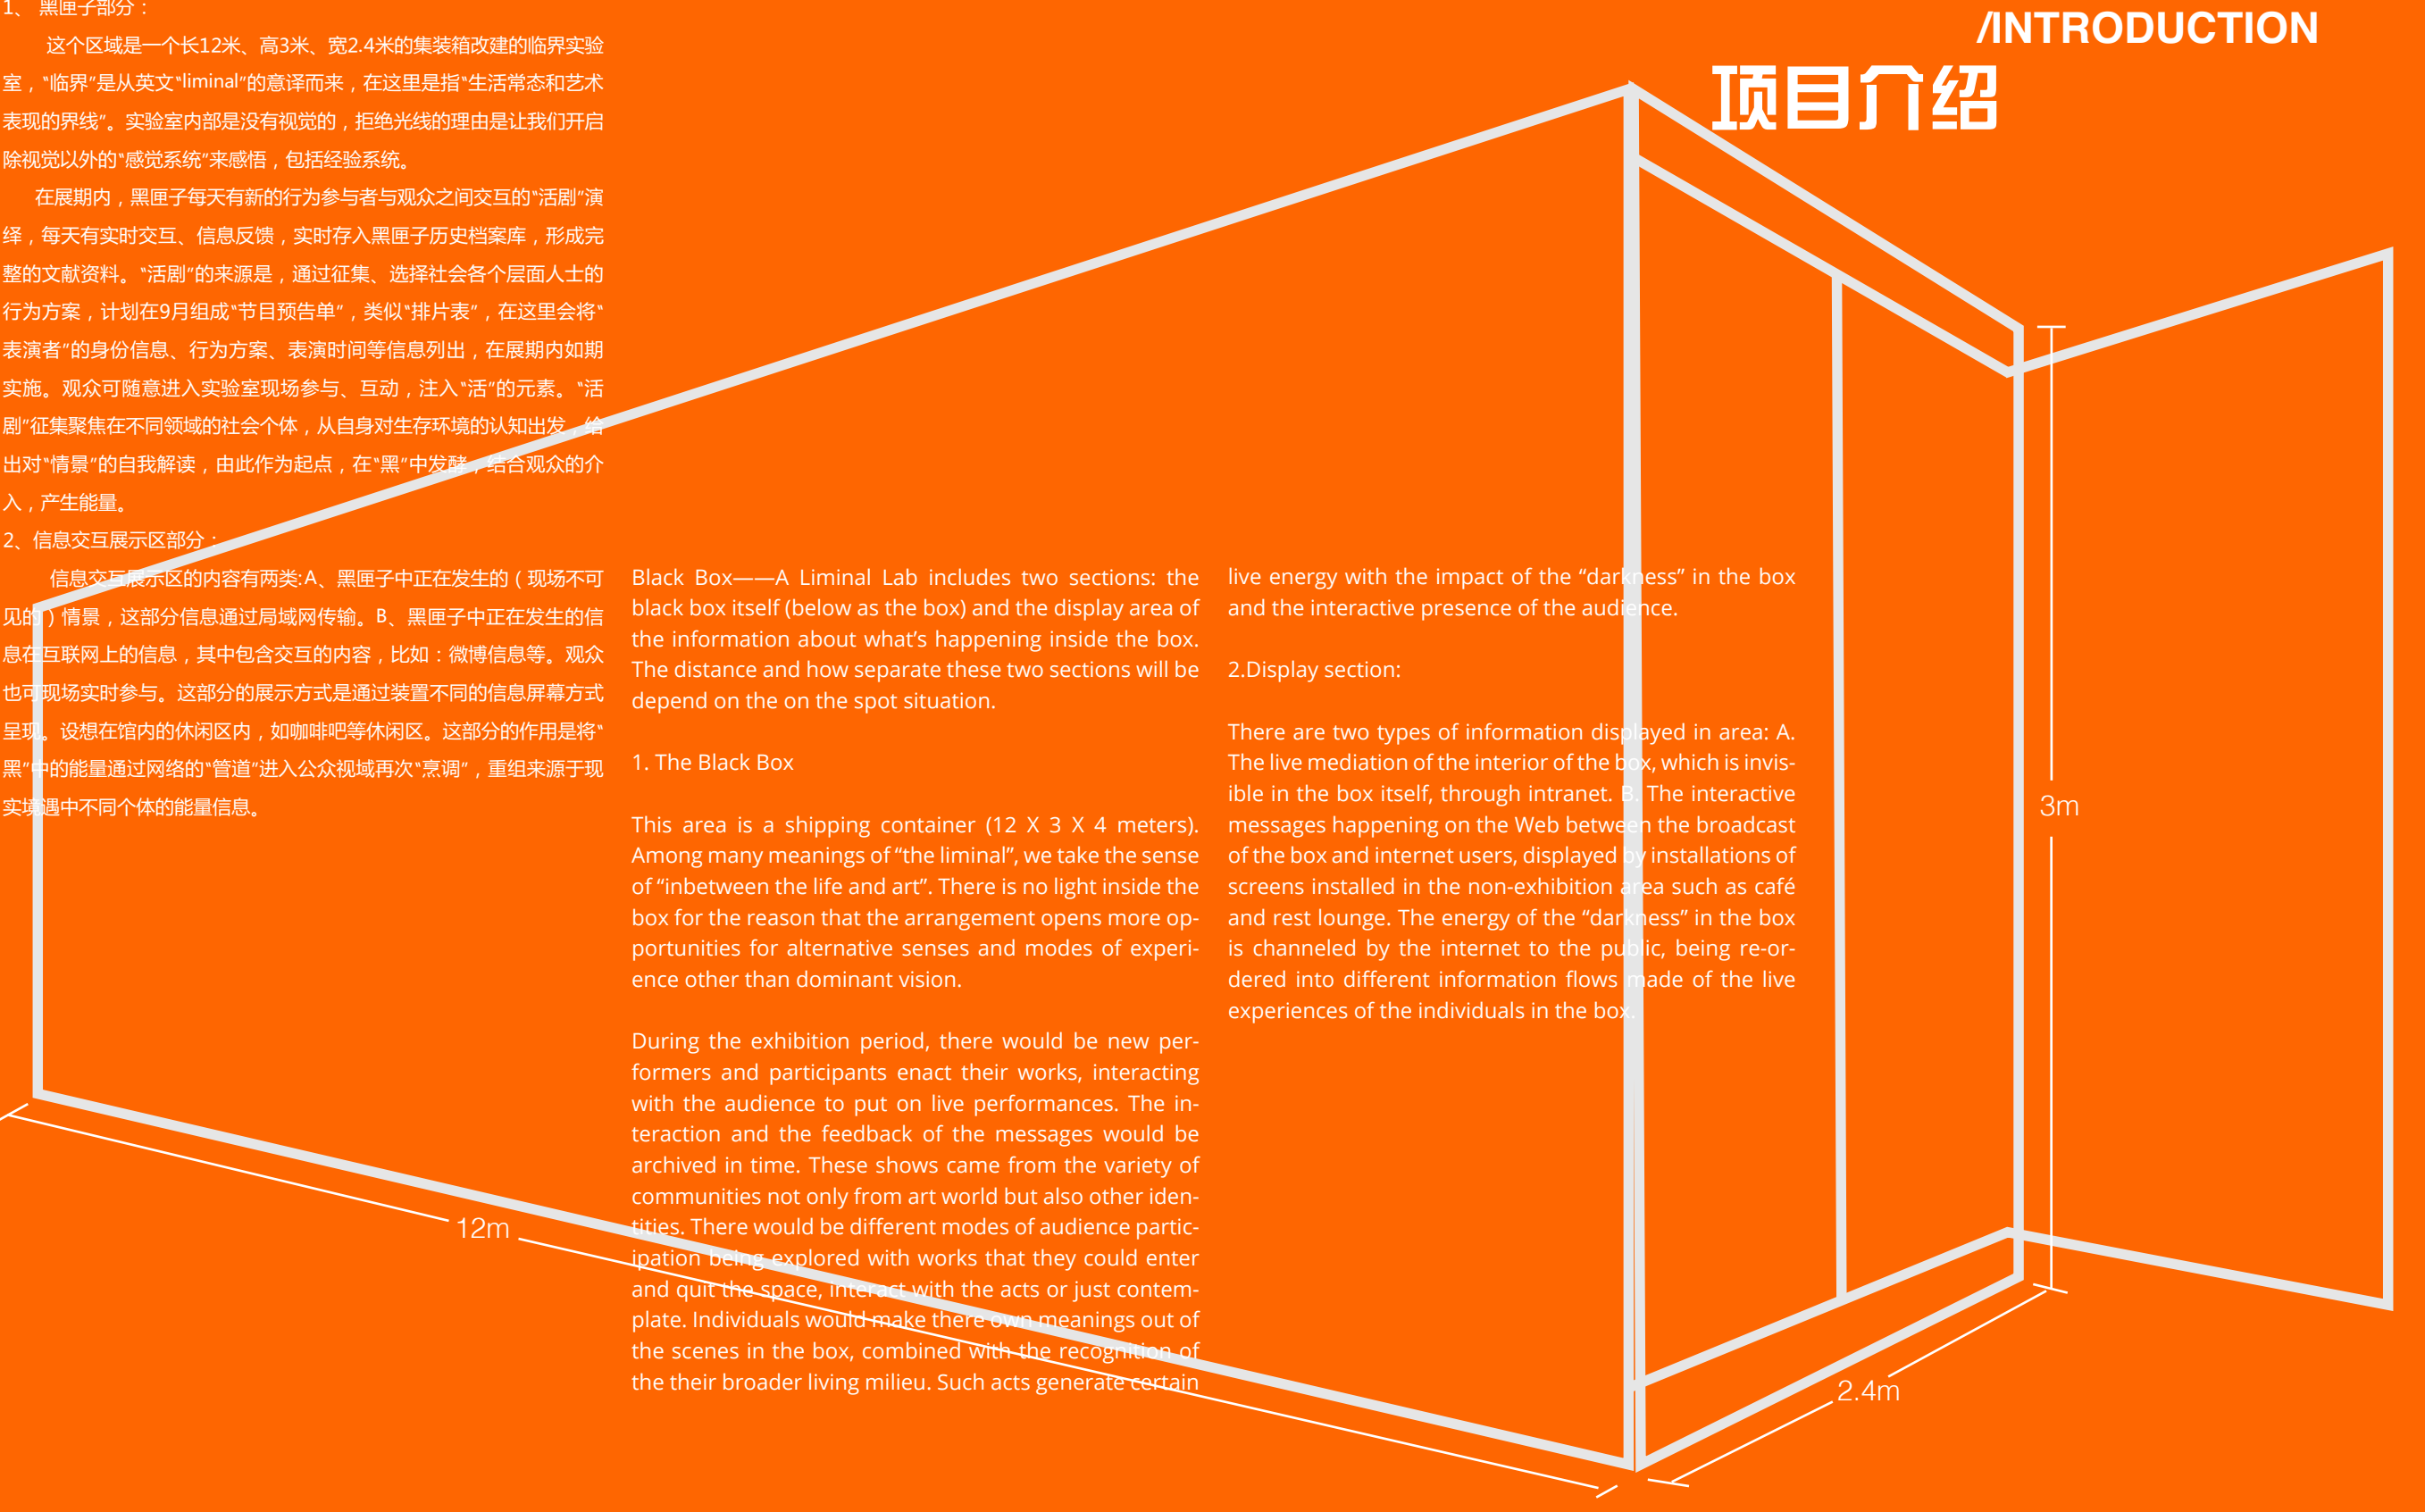 /INTRODUCTION
项目介绍
1、 黑匣子部分：
这个区域是一个长12米、高3米、宽2.4米的集装箱改建的临界实验
室，“临界”是从英文“liminal”的意译而来，在这里是指“生活常态和艺术
表现的界线”。实验室内部是没有视觉的，拒绝光线的理由是让我们开启
除视觉以外的“感觉系统”来感悟，包括经验系统。
在展期内，黑匣子每天有新的行为参与者与观众之间交互的“活剧”演
绎，每天有实时交互、信息反馈，实时存入黑匣子历史档案库，形成完
整的文献资料。“活剧”的来源是，通过征集、选择社会各个层面人士的
行为方案，计划在9月组成“节目预告单”，类似“排片表”，在这里会将“
表演者”的身份信息、行为方案、表演时间等信息列出，在展期内如期
实施。观众可随意进入实验室现场参与、互动，注入“活”的元素。“活
剧”征集聚焦在不同领域的社会个体，从自身对生存环境的认知出发，给
出对“情景”的自我解读，由此作为起点，在“黑”中发酵，结合观众的介
入，产生能量。
2、信息交互展示区部分：
信息交互展示区的内容有两类:A、黑匣子中正在发生的（现场不可
见的）情景，这部分信息通过局域网传输。B、黑匣子中正在发生的信
息在互联网上的信息，其中包含交互的内容，比如：微博信息等。观众
也可现场实时参与。这部分的展示方式是通过装置不同的信息屏幕方式
呈现。设想在馆内的休闲区内，如咖啡吧等休闲区。这部分的作用是将“
黑”中的能量通过网络的“管道”进入公众视域再次“烹调”，重组来源于现
实境遇中不同个体的能量信息。
Black Box——A Liminal Lab includes two sections: the
black box itself (below as the box) and the display area of
the information about what’s happening inside the box.
The distance and how separate these two sections will be
depend on the on the spot situation.
1. The Black Box
This area is a shipping container (12 X 3 X 4 meters).
Among many meanings of “the liminal”, we take the sense
of “inbetween the life and art”. There is no light inside the
box for the reason that the arrangement opens more op-
portunities for alternative senses and modes of experi-
ence other than dominant vision.
During the exhibition period, there would be new per-
formers and participants enact their works, interacting
with the audience to put on live performances. The in-
teraction and the feedback of the messages would be
archived in time. These shows came from the variety of
communities not only from art world but also other iden-
tities. There would be different modes of audience partic-
ipation being explored with works that they could enter
and quit the space, interact with the acts or just contem-
plate. Individuals would make there own meanings out of
the scenes in the box, combined with the recognition of
the their broader living milieu. Such acts generate certain
live energy with the impact of the “darkness” in the box
and the interactive presence of the audience.
2.Display section:
There are two types of information displayed in area: A.
The live mediation of the interior of the box, which is invis-
ible in the box itself, through intranet. B. The interactive
messages happening on the Web between the broadcast
of the box and internet users, displayed by installations of
screens installed in the non-exhibition area such as café
and rest lounge. The energy of the “darkness” in the box
is channeled by the internet to the public, being re-or-
dered into different information flows made of the live
experiences of the individuals in the box.
3m
12m
2.4m